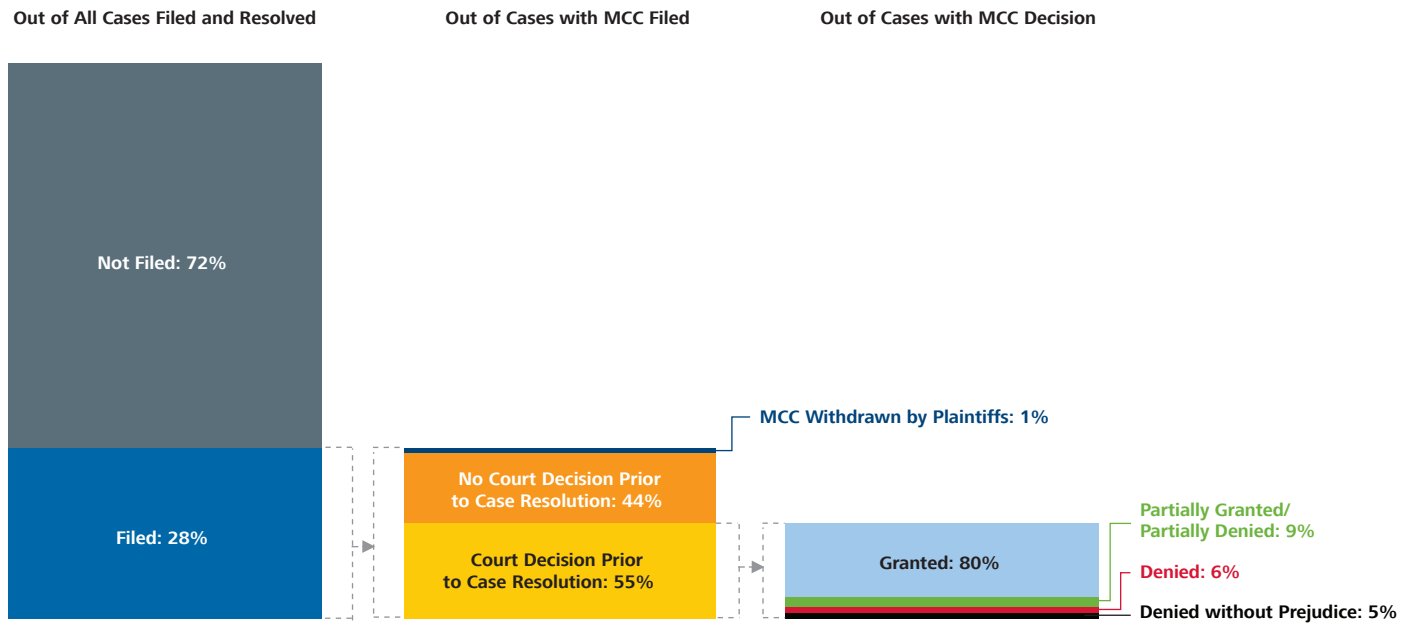 Out of All Cases Filed and Resolved
Out of Cases with MCC Filed
Out of Cases with MCC Decision
Not Filed: 72%
Filed: 28%
MCC Withdrawn by Plaintiffs: 1%
No Court Decision Prior
to Case Resolution: 44%
Court Decision Prior
to Case Resolution: 55%
Granted: 80%
Partially Granted/
Partially Denied: 9%
Denied: 6%
Denied without Prejudice: 5%